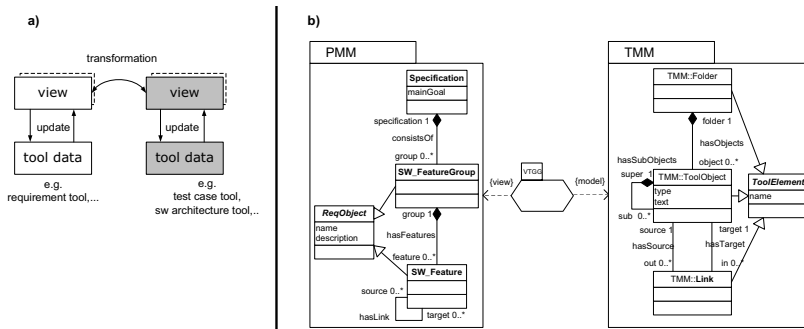 a)
transformation
view
view
update
update
tool data
tool data
e.g.
requirement tool,...
e.g.
test case tool,
sw architecture tool,..
b)
PMM
Specification
mainGoal
specification 1
consistsOf
group 0..*
SW_FeatureGroup
ReqObject
name
description
group 1
hasFeatures
feature 0..*
SW_Feature
source 0..*
hasLink
target 0..*
{view}
VTGG
{model}
TMM
TMM::Folder
folder 1
hasObjects
object 0..*
hasSubObjects
super 1
TMM::ToolObject
type
text
sub 0..*
ToolElement
name
source 1
target 1
hasSource
hasTarget
out 0..*
in 0..*
TMM::Link